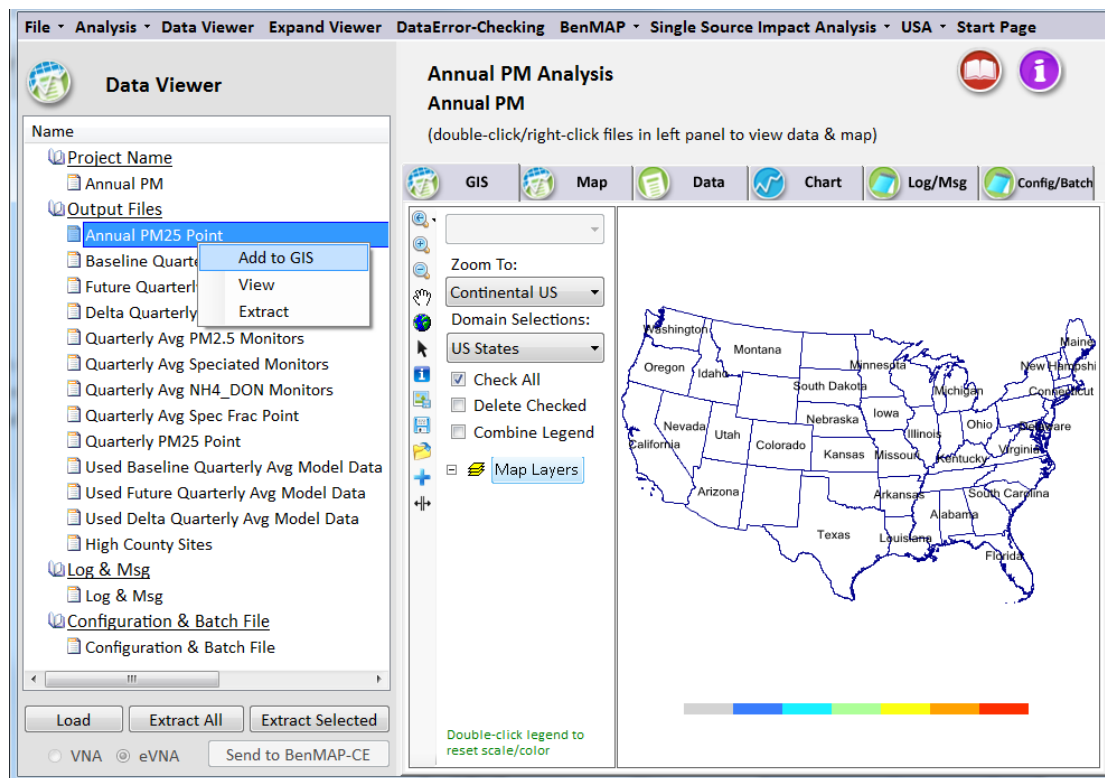 File Analysis Data Viewer Expand Viewer DataError-Checking BenMAP Single Source Impact Analysis USA Start Page
Data Viewer
Name
Project Name
Annual PM
Output Files
Annual PM25 Point
Baseline Quarte
Future Quarterl
Delta Quarterly
Add to GIS
View
Extract
Quarterly Avg PM2.5 Monitors
Quarterly Avg Speciated Monitors
Quarterly Avg NH4_DON Monitors
Quarterly Avg Spec Frac Point
Quarterly PM25 Point
Used Baseline Quarterly Avg Model Data
Used Future Quarterly Avg Model Data
Used Delta Quarterly Avg Model Data
High County Sites
Log & Msg
Log & Msg
Configuration & Batch File
Configuration & Batch File
Load Extract All Extract Selected
VNA eVNA Send to BenMAP-CE
Annual PM Analysis
Annual PM
(double-click/right-click files in left panel to view data & map)
GIS Map Data Chart Log/Msg Config/Batch
Zoom To:
Continental US
Domain Selections:
US States
Check All
Delete Checked
Combine Legend
Map Layers
Double-click legend to
reset scale/color
Washington
Montana
Minnesota
Maine
Oregon
Idaho
South Dakota
Michigan
New Hampshi
Connecticut
Nevada
Utah
Colorado
Nebraska
Iowa
Illinois
Ohio
Delaware
California
Kansas
Missouri
Kentucky
Virginia
Arizona
Arkansas
South Carolina
Alabama
Texas
Louisiana
Florida